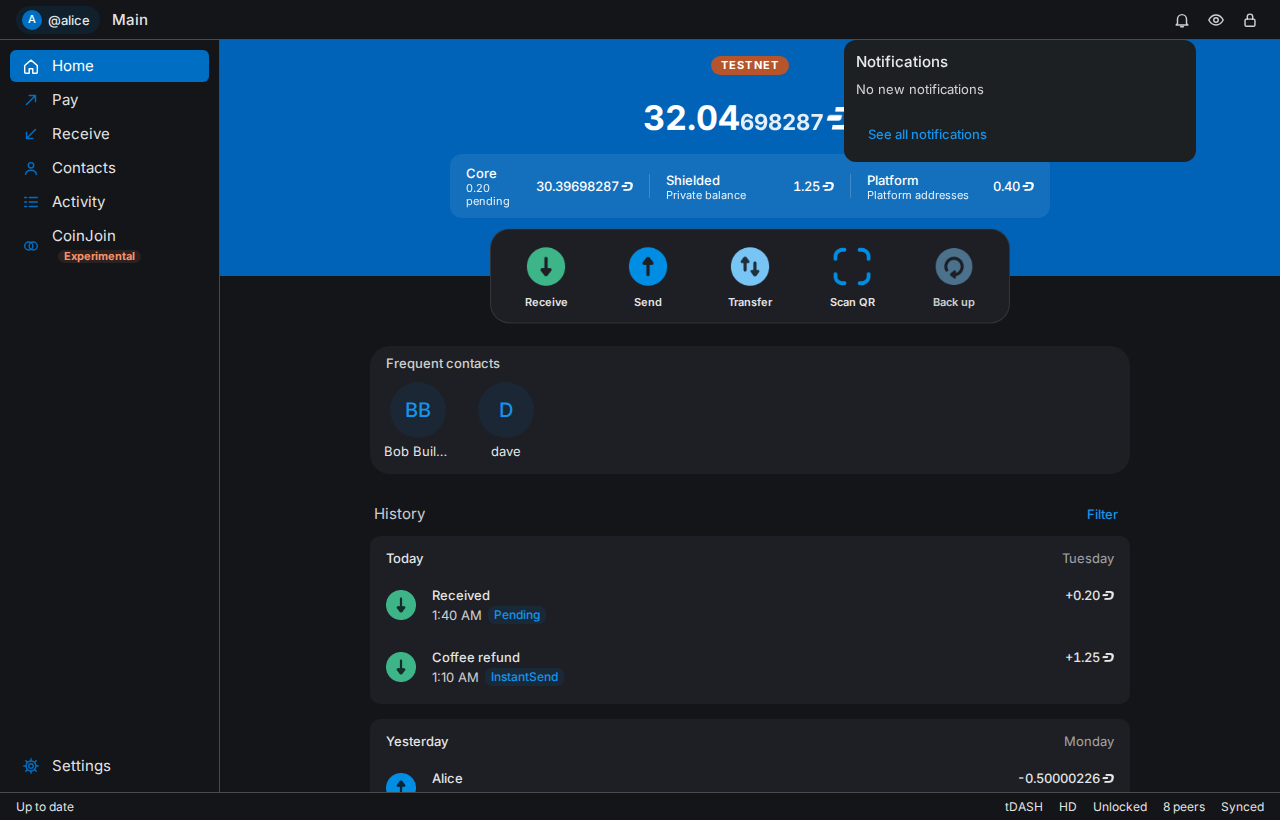 A @alice Main
Home
Pay
Receive
Contacts
Activity
CoinJoin
Experimental
Settings
TESTNET
32.04698287
Core
0.20
pending
30.39698287
Shielded
Private balance
1.25
Platform
Platform addresses
0.40
Notifications
No new notifications
See all notifications
Receive
Send
Transfer
Scan QR
Back up
Frequent contacts
BB
Bob Buil...
D
dave
History
Filter
Today
Tuesday
Received
1:40 AM Pending
+0.20
Coffee refund
1:10 AM InstantSend
+1.25
Yesterday
Monday
Alice
-0.50000226
Up to date
tDASH HD Unlocked 8 peers Synced